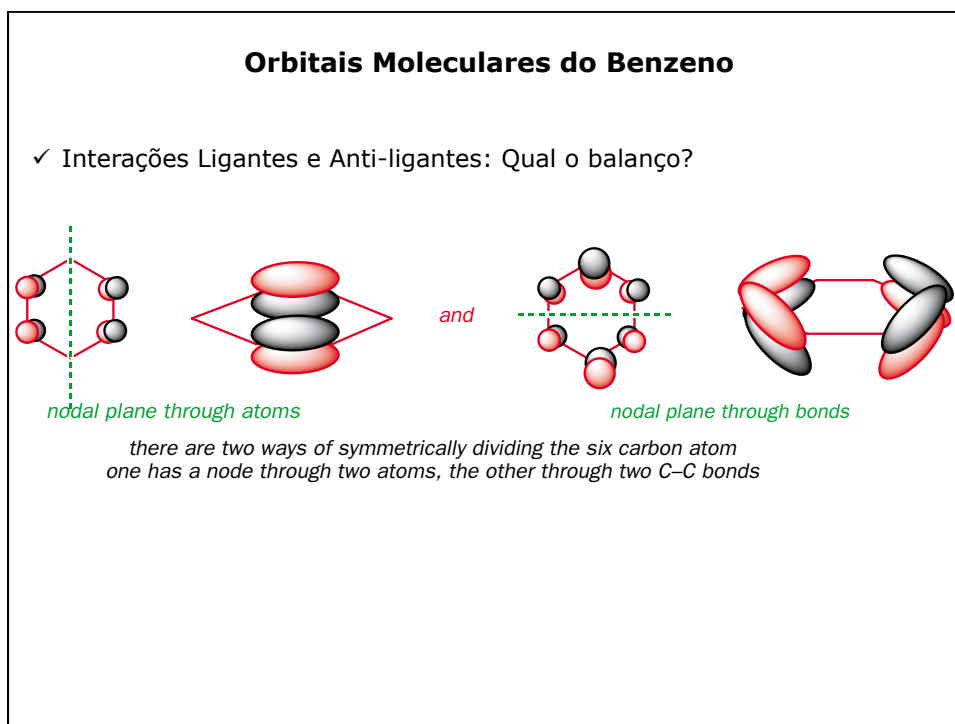 Orbitais Moleculares do Benzeno
✓ Interações Ligantes e Anti-ligantes: Qual o balanço?
and
nodal plane through atoms
nodal plane through bonds
there are two ways of symmetrically dividing the six carbon atom
one has a node through two atoms, the other through two C–C bonds